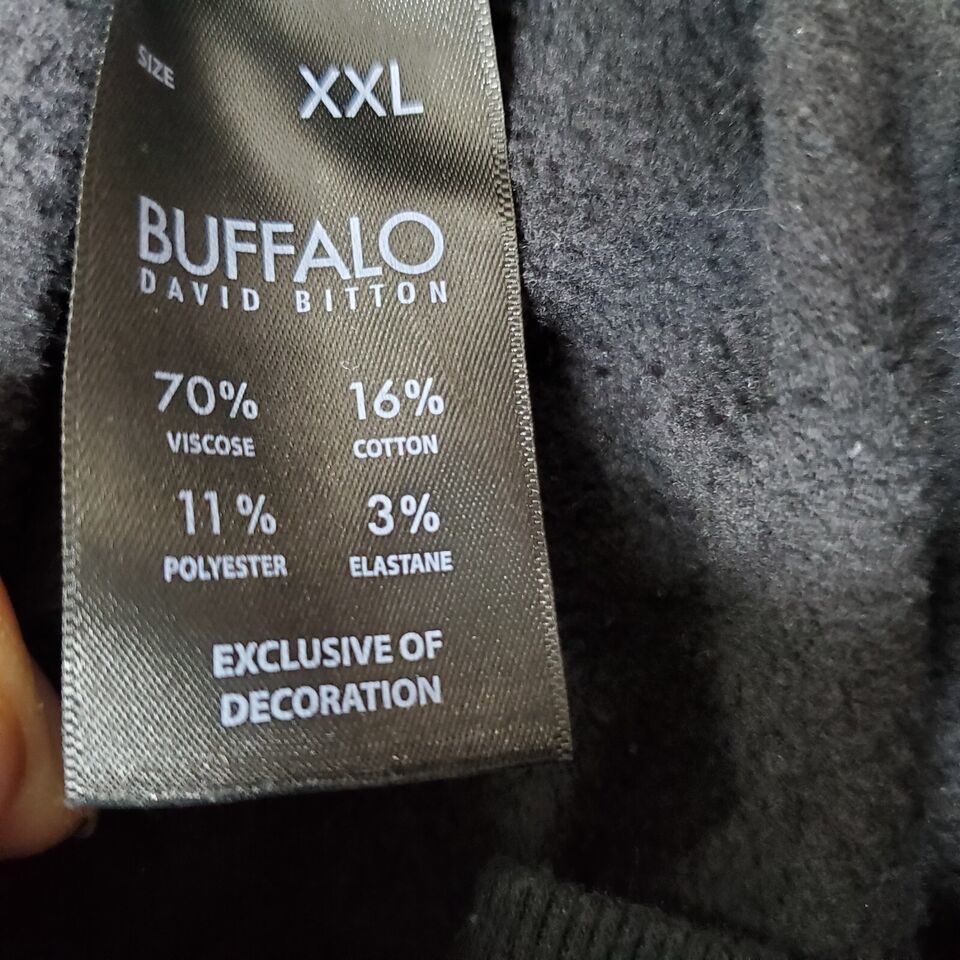 SIZE XXL
BUFFALO
DAVID BITTON
70% 16%
VISCOSE COTTON
11% 3%
POLYESTER ELASTANE
EXCLUSIVE OF
DECORATION